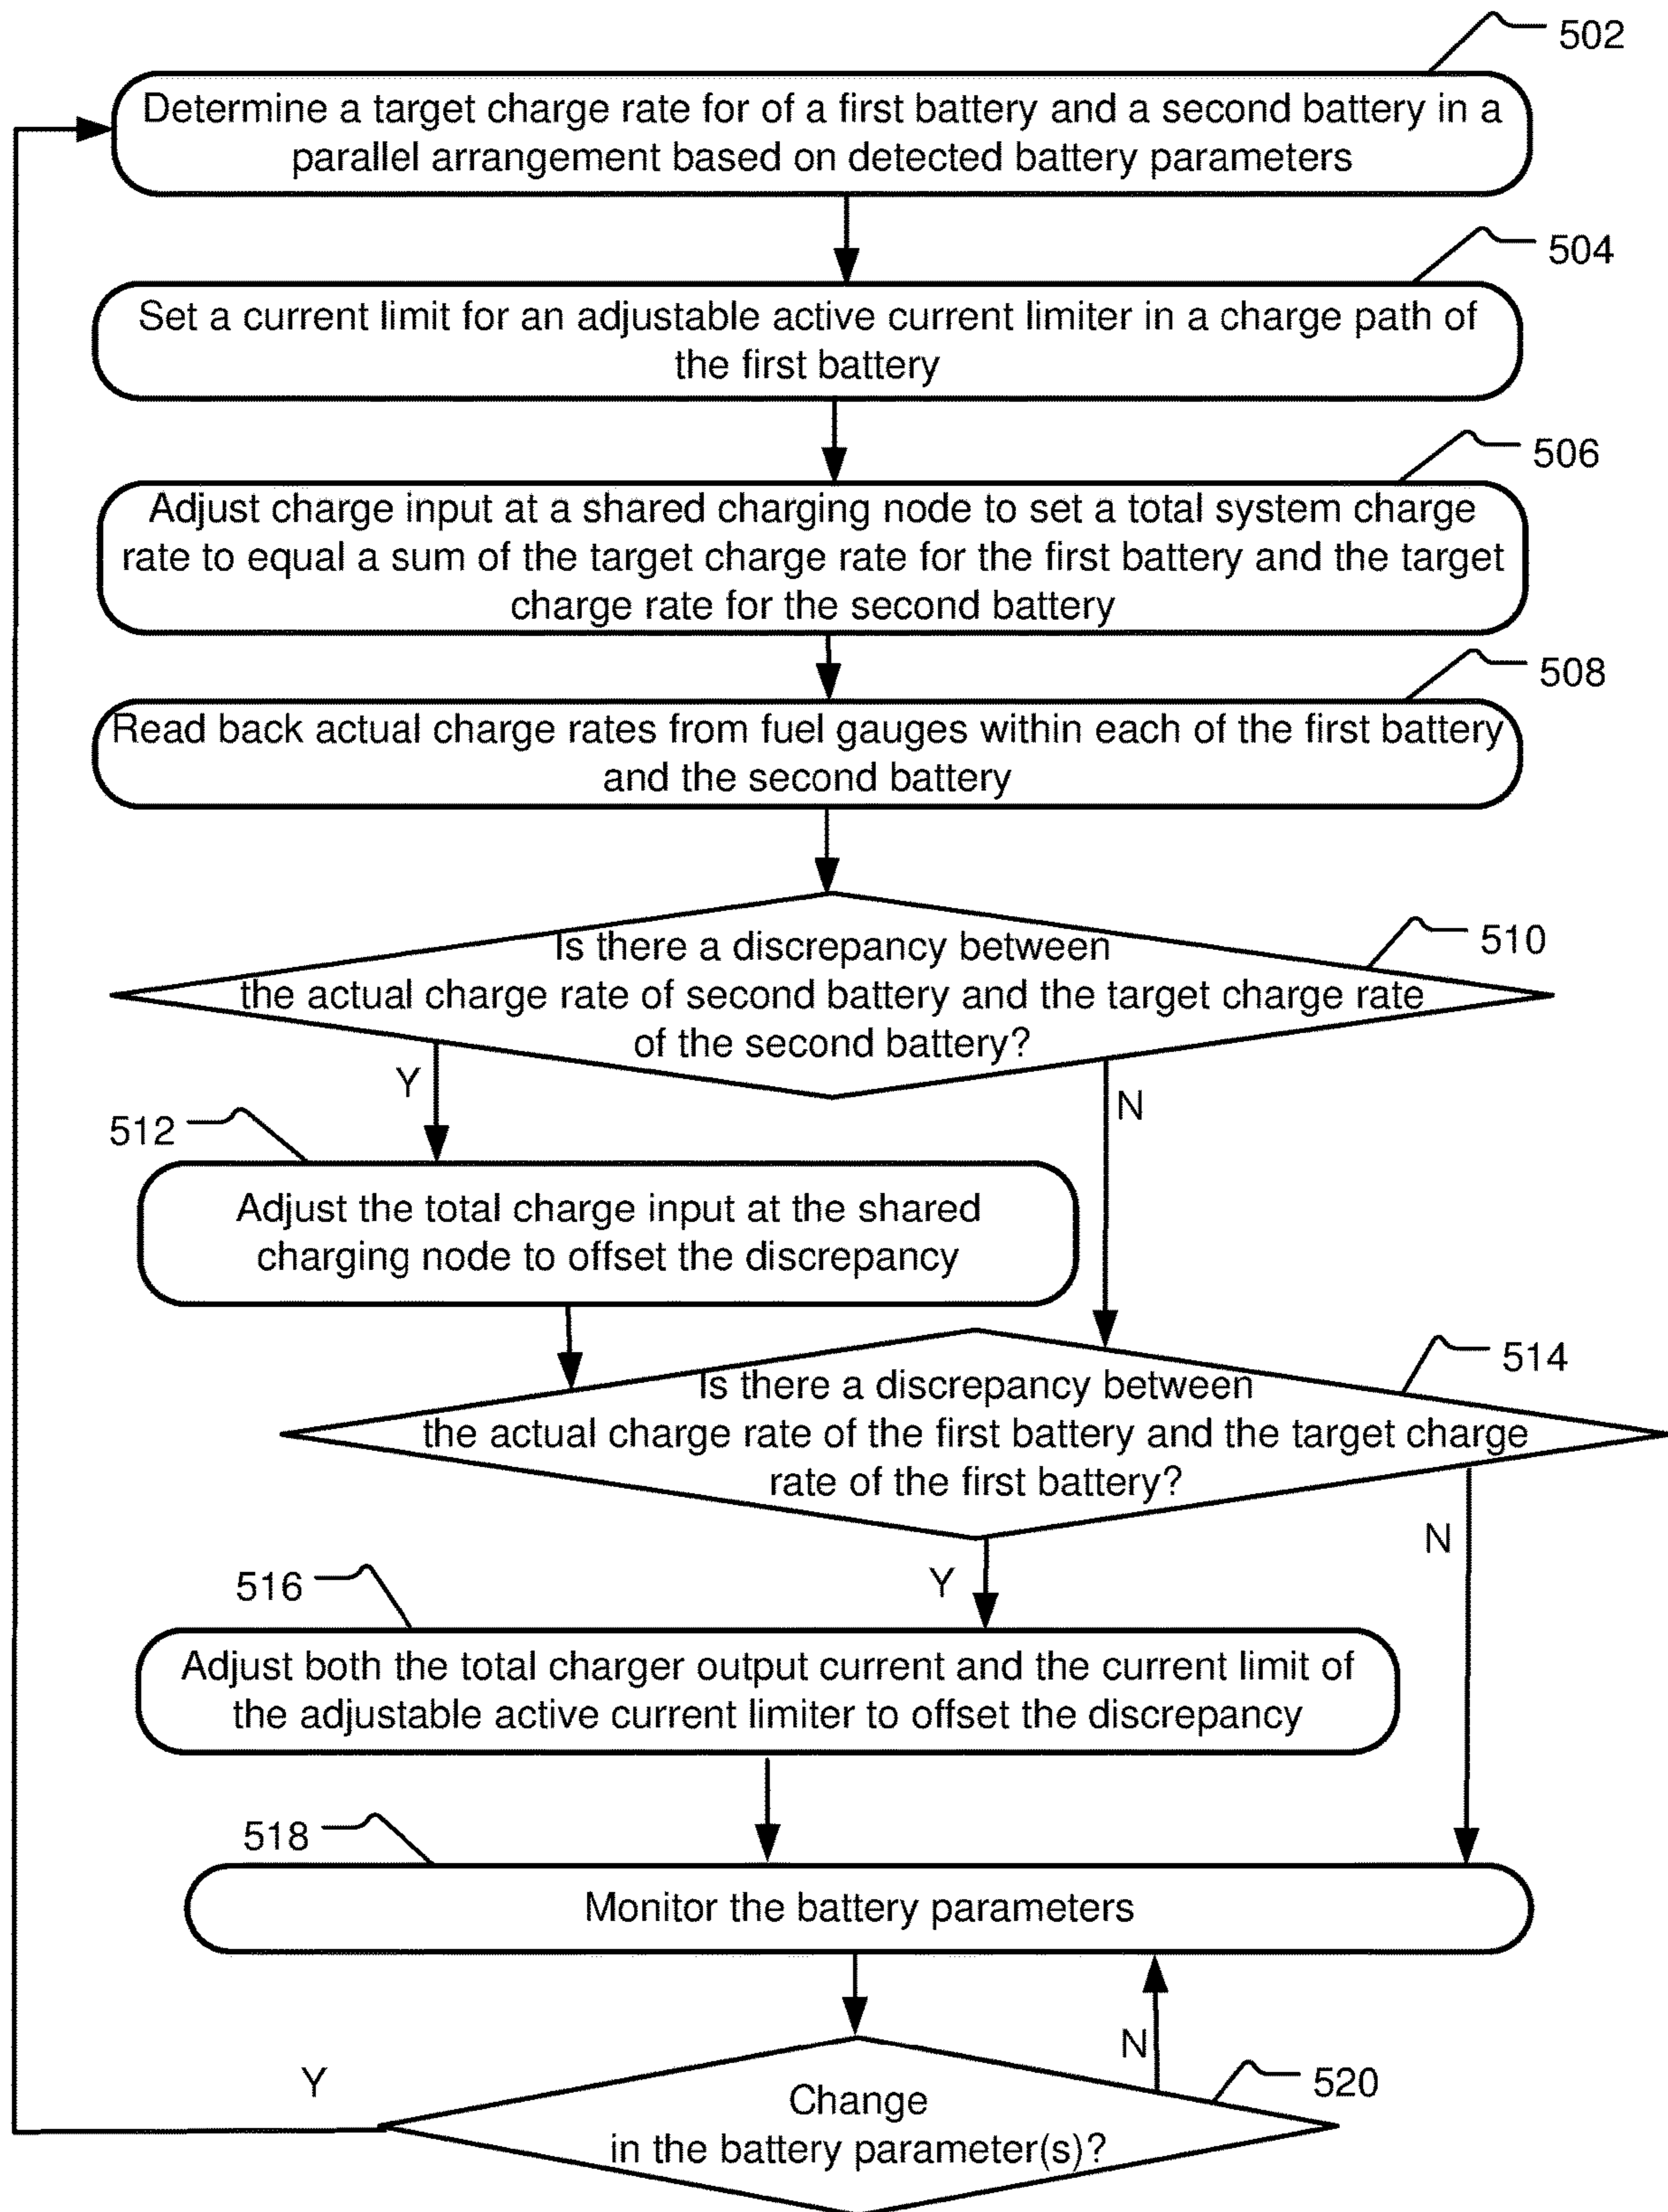 502
Determine a target charge rate for of a first battery and a second battery in a
parallel arrangement based on detected battery parameters
504
Set a current limit for an adjustable active current limiter in a charge path of
the first battery
506
Adjust charge input at a shared charging node to set a total system charge
rate to equal a sum of the target charge rate for the first battery and the target
charge rate for the second battery
508
Read back actual charge rates from fuel gauges within each of the first battery
and the second battery
510
Is there a discrepancy between
the actual charge rate of second battery and the target charge rate
of the second battery?
Y
N
512
Adjust the total charge input at the shared
charging node to offset the discrepancy
514
Is there a discrepancy between
the actual charge rate of the first battery and the target charge
rate of the first battery?
N
Y
516
Adjust both the total charger output current and the current limit of
the adjustable active current limiter to offset the discrepancy
518
Monitor the battery parameters
N
Y
520
Change
in the battery parameter(s)?